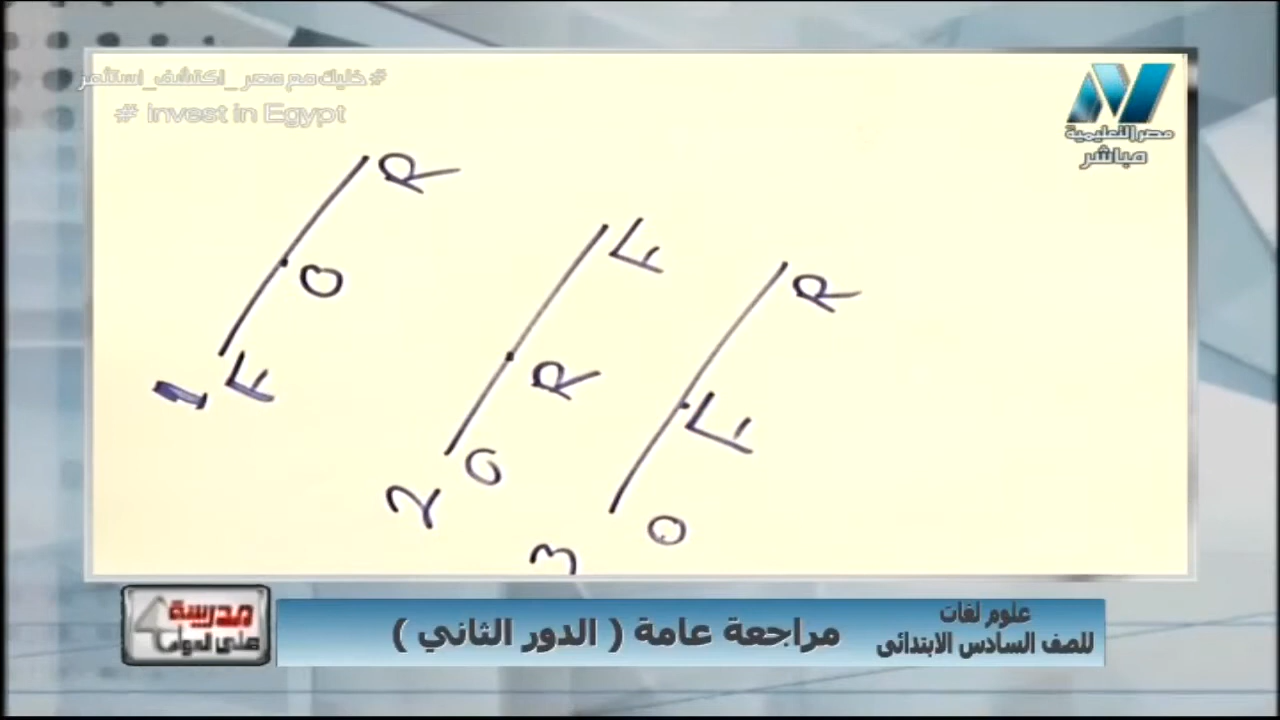 #خليك مع مصر_اكتشف_استثمر
# Invest in Egypt
مصر التعليمية
مباشر
R
O
F
1
F
R
O
2
R
F
O
3
مدرسة
على الهواء
علوم لغات
للصف السادس الابتدائى
مراجعة عامة ( الدور الثاني )